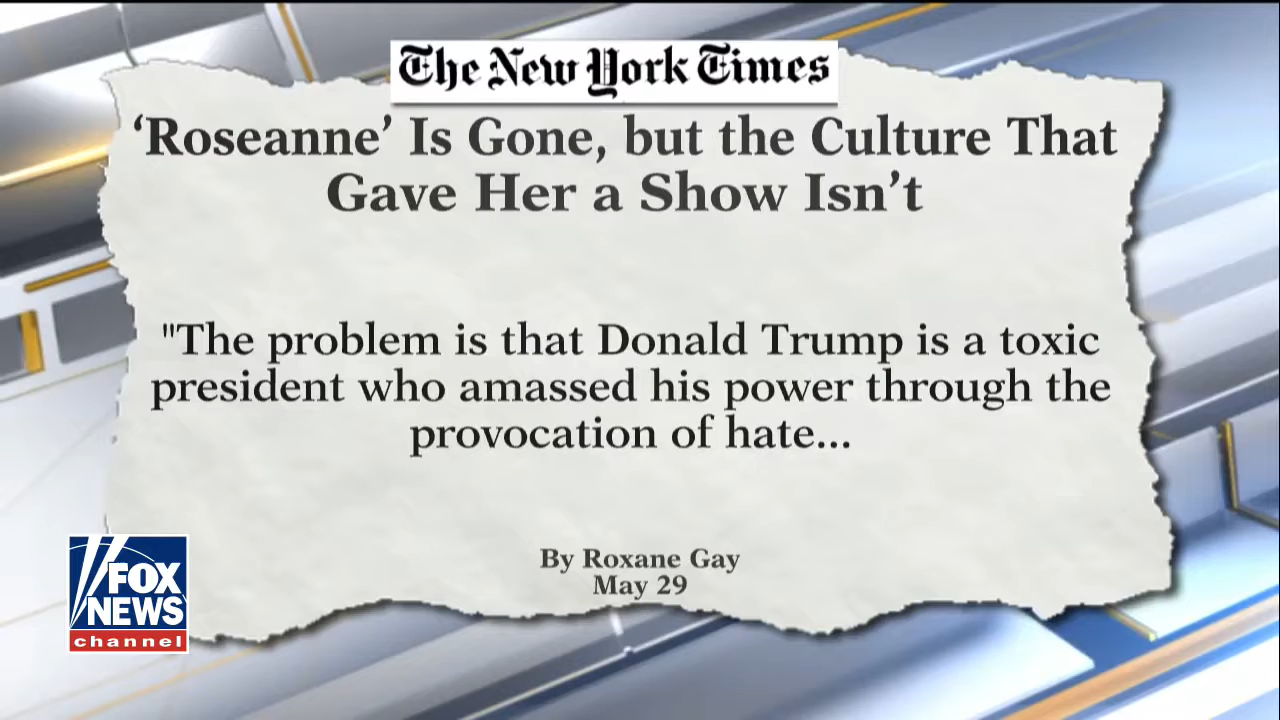 The New York Times
‘Roseanne’ Is Gone, but the Culture That
Gave Her a Show Isn’t
"The problem is that Donald Trump is a toxic
president who amassed his power through the
provocation of hate...
By Roxane Gay
May 29
FOX
NEWS
channel